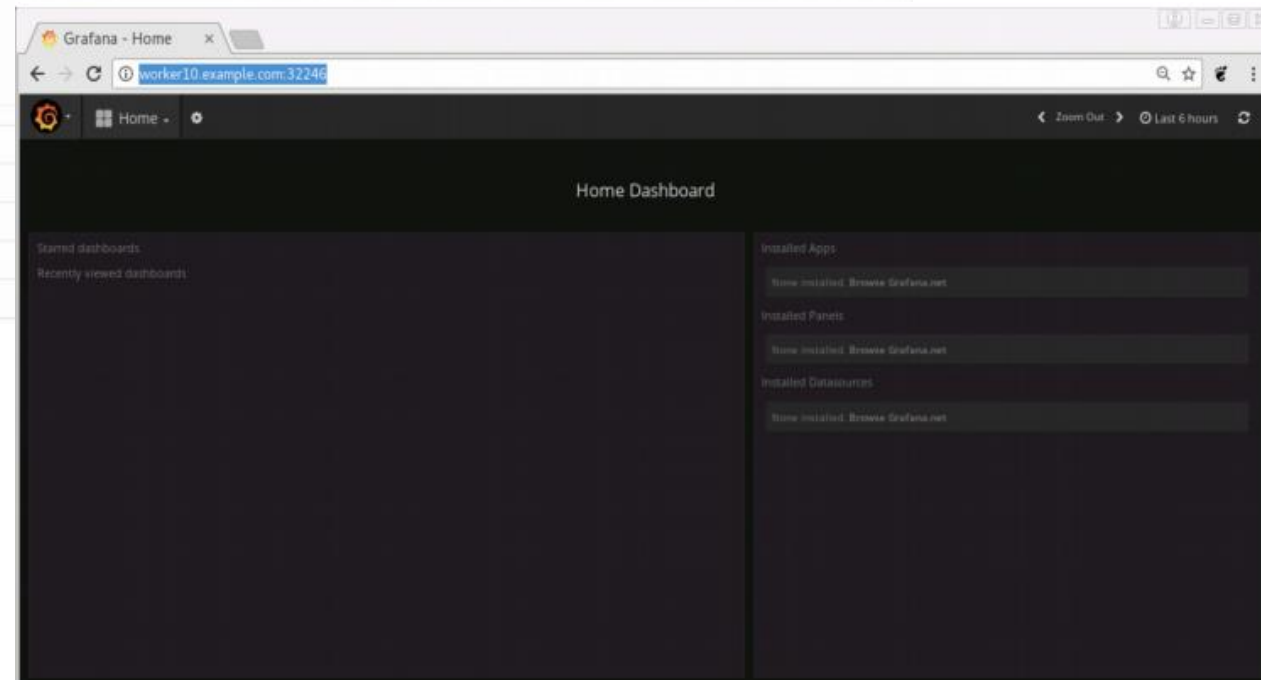 Grafana - Home
worker10.example.com:32246
Home
Zoom Out
Last 6 hours
Home Dashboard
Starred dashboards
Recently viewed dashboards
Installed Apps
None installed. Browse Grafana.net
Installed Panels
None installed. Browse Grafana.net
Installed Datasources
None installed. Browse Grafana.net